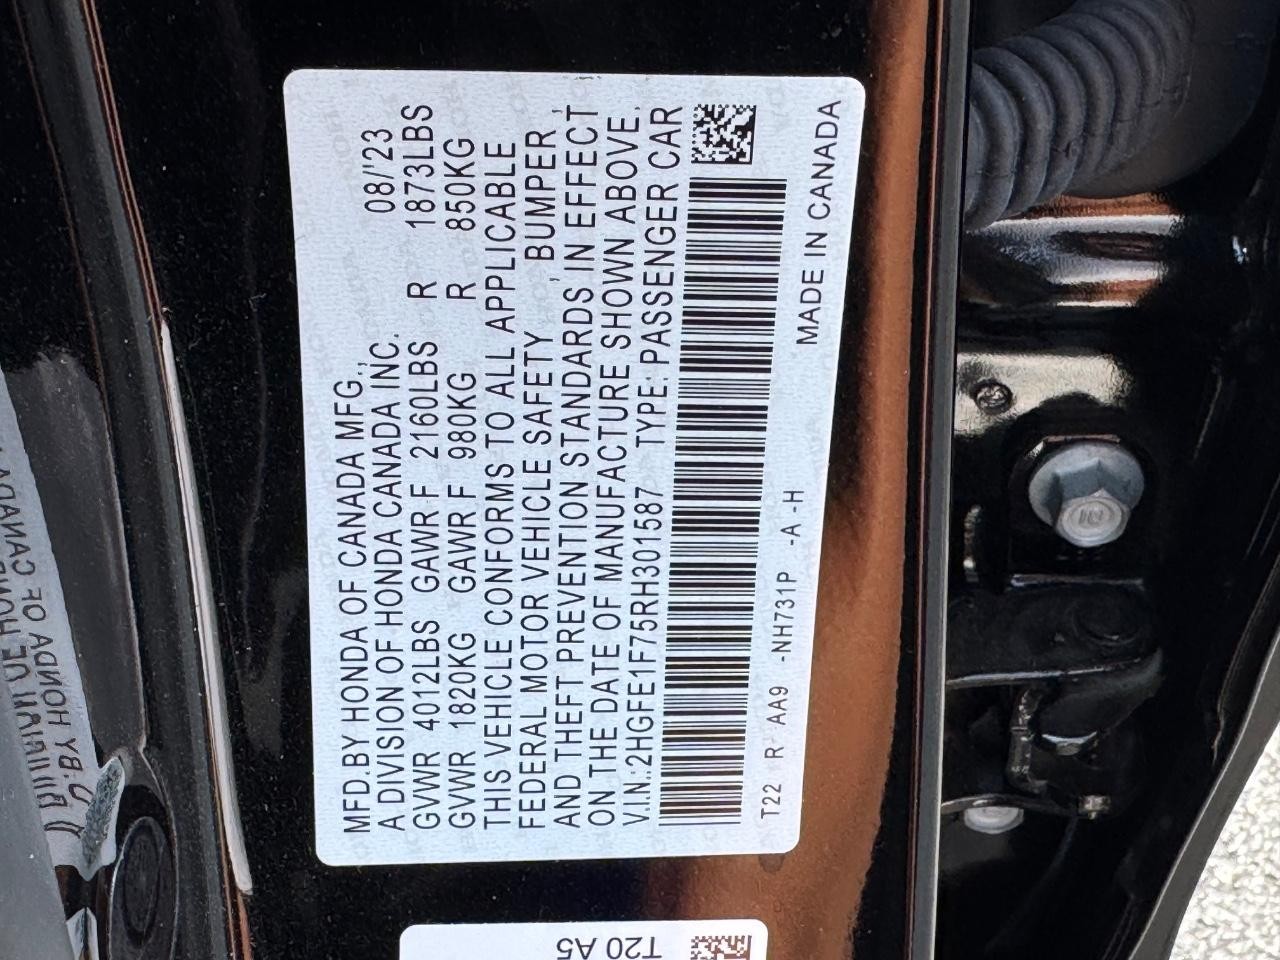 MFD.BY HONDA OF CANADA MFG.,
A DIVISION OF HONDA CANADA INC. 08/'23
GVWR 4012LBS GAWR F 2160LBS R 1873LBS
GVWR 1820KG GAWR F 980KG R 850KG
THIS VEHICLE CONFORMS TO ALL APPLICABLE
FEDERAL MOTOR VEHICLE SAFETY, BUMPER,
AND THEFT PREVENTION STANDARDS IN EFFECT
ON THE DATE OF MANUFACTURE SHOWN ABOVE.
V.I.N.:2HGFE1F75RH301587 TYPE: PASSENGER CAR
T22 R AA9 -NH731P -A -H MADE IN CANADA
T20 A5